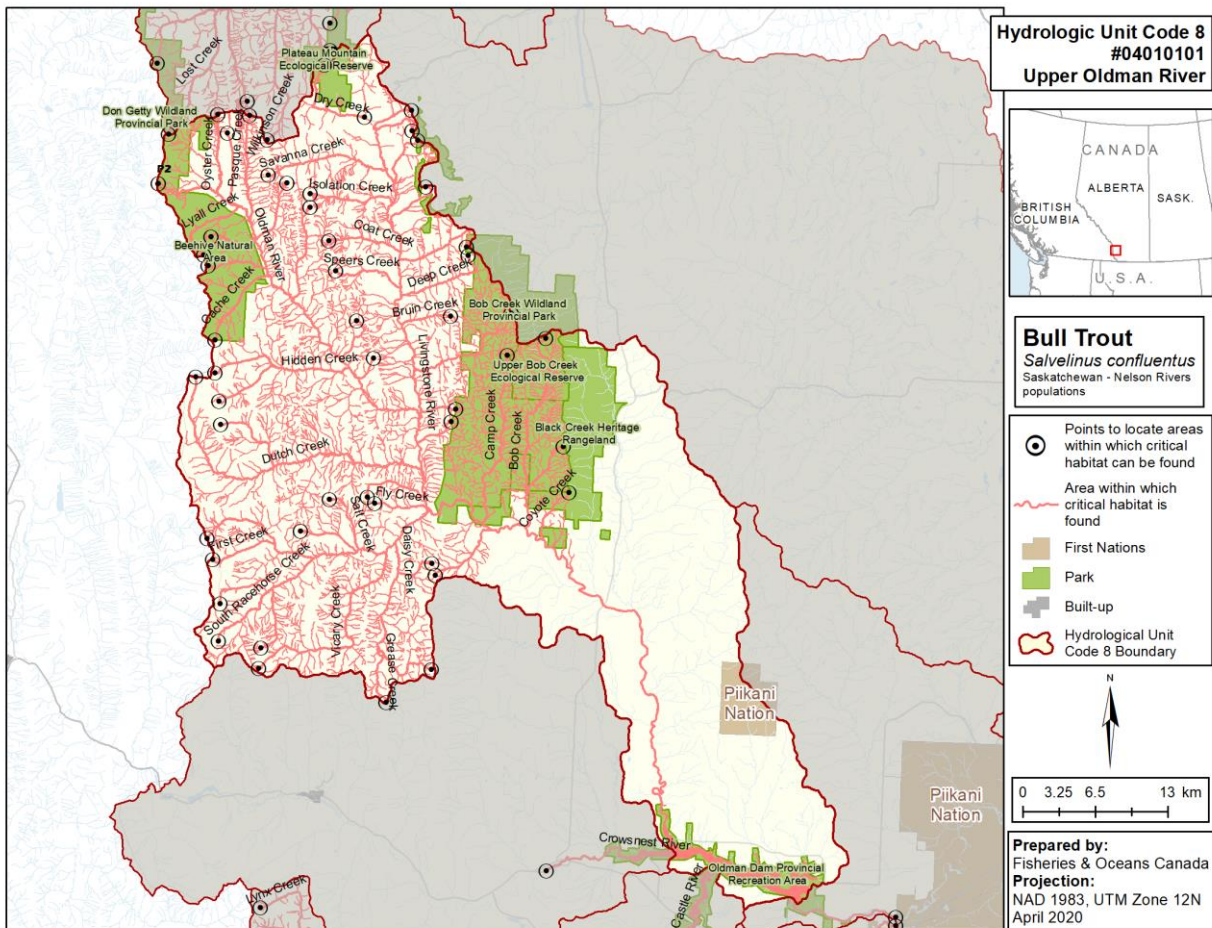 Hydrologic Unit Code 8
#04010101
Upper Oldman River
CANADA
ALBERTA
SASK.
BRITISH
COLUMBIA
U.S.A.
Bull Trout
Salvelinus confluentus
Saskatchewan - Nelson Rivers
populations
Points to locate areas
within which critical
habitat can be found
Area within which
critical habitat is
found
First Nations
Park
Built-up
Hydrological Unit
Code 8 Boundary
N
0 3.25 6.5 13 km
Prepared by:
Fisheries & Oceans Canada
Projection:
NAD 1983, UTM Zone 12N
April 2020
Lost Creek
Plateau Mountain
Ecological Reserve
Wilkinson Creek
Dry Creek
Don Getty Wildland
Provincial Park
Oyster Creek
Pasque Creek
Savanna Creek
P2
Isolation Creek
Lyall Creek
Oldman River
Coat Creek
Beehive Natural
Area
Speers Creek
Deep Creek
Cache Creek
Bruin Creek
Bob Creek Wildland
Provincial Park
Hidden Creek
Livingstone River
Upper Bob Creek
Ecological Reserve
Camp Creek
Bob Creek
Black Creek Heritage
Rangeland
Dutch Creek
Fly Creek
Salt Creek
Coyote Creek
First Creek
Daisy Creek
South Racehorse Creek
Vicary Creek
Grease Creek
Piikani
Nation
Piikani
Nation
Crowsnest River
Oldman Dam Provincial
Recreation Area
Castle River
Lynx Creek